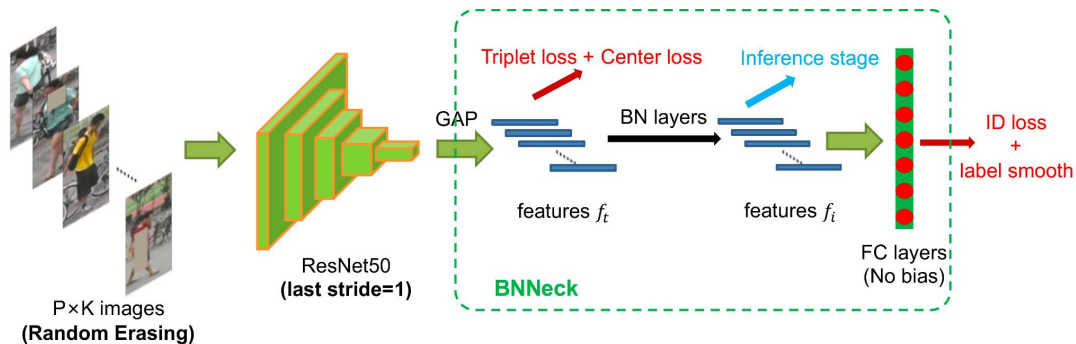 P×K images
(Random Erasing)
ResNet50
(last stride=1)
GAP
Triplet loss + Center loss
features f_t
BN layers
Inference stage
features f_i
FC layers
(No bias)
BNNeck
ID loss
+
label smooth